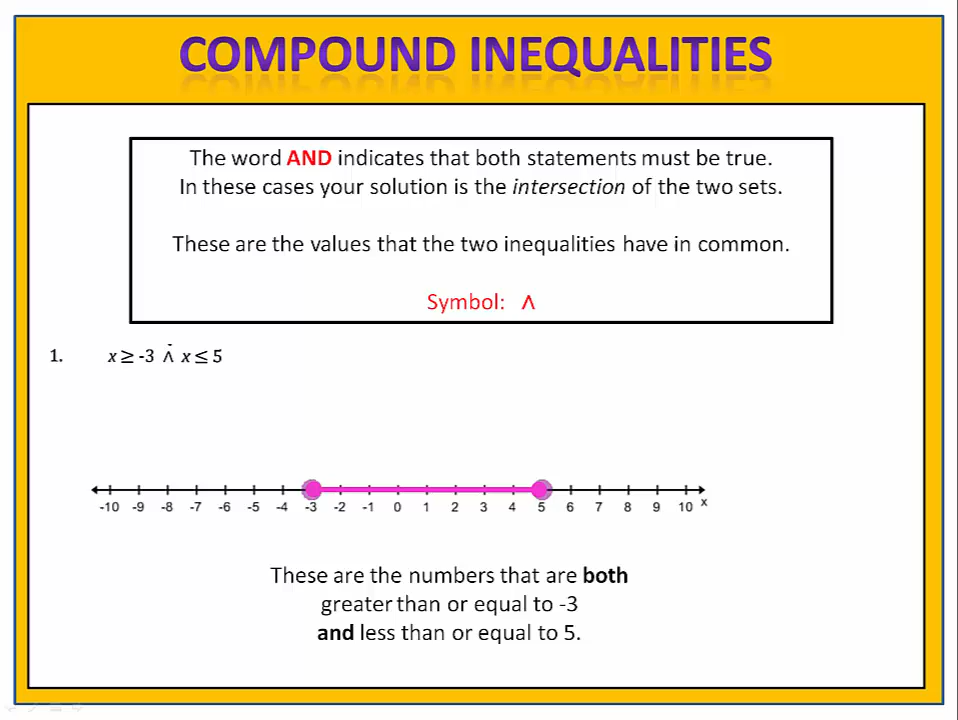 COMPOUND INEQUALITIES
The word AND indicates that both statements must be true.
In these cases your solution is the intersection of the two sets.
These are the values that the two inequalities have in common.
Symbol: ∧
1. x ≥ -3 ∧ x ≤ 5
-10 -9 -8 -7 -6 -5 -4 -3 -2 -1 0 1 2 3 4 5 6 7 8 9 10 x
These are the numbers that are both
greater than or equal to -3
and less than or equal to 5.